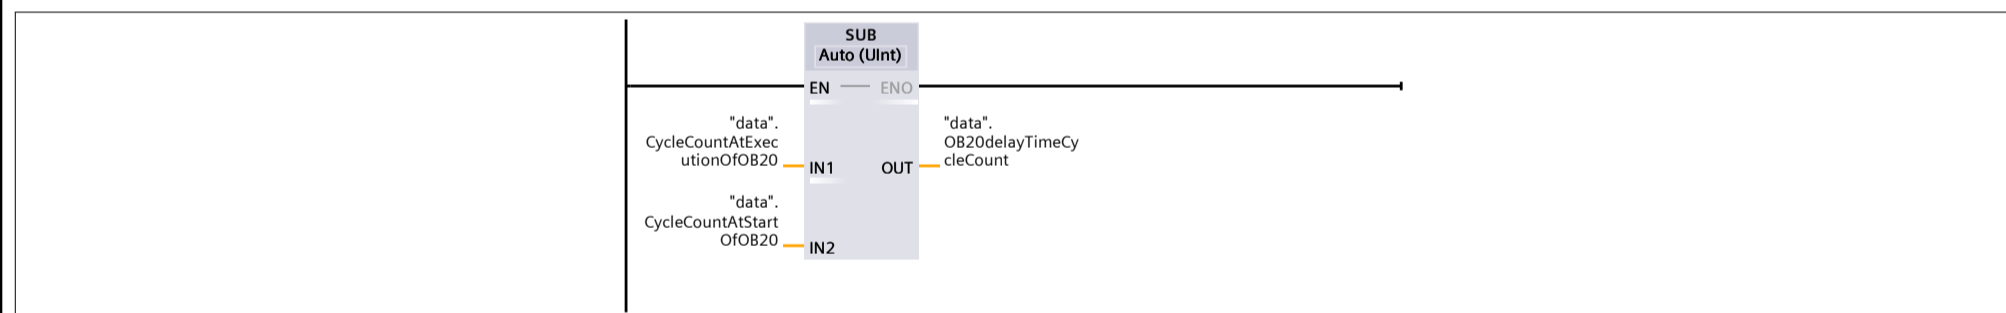 SUB
Auto (UInt)
EN
ENO
"data".
CycleCountAtExec
utionOfOB20
IN1
"data".
OB20delayTimeCy
cleCount
OUT
"data".
CycleCountAtStart
OfOB20
IN2